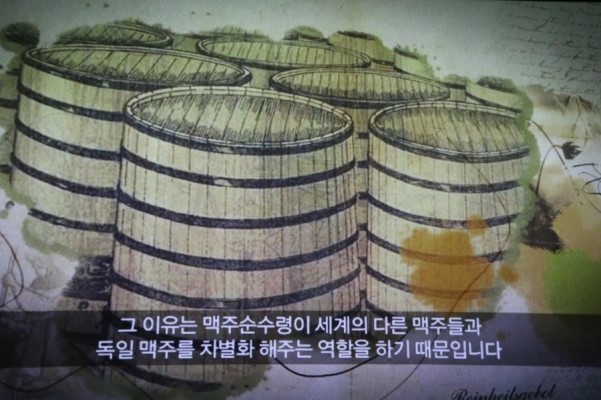 그 이유는 맥주순수령이 세계의 다른 맥주들과
독일 맥주를 차별화 해주는 역할을 하기 때문입니다
Reinheitsgebot